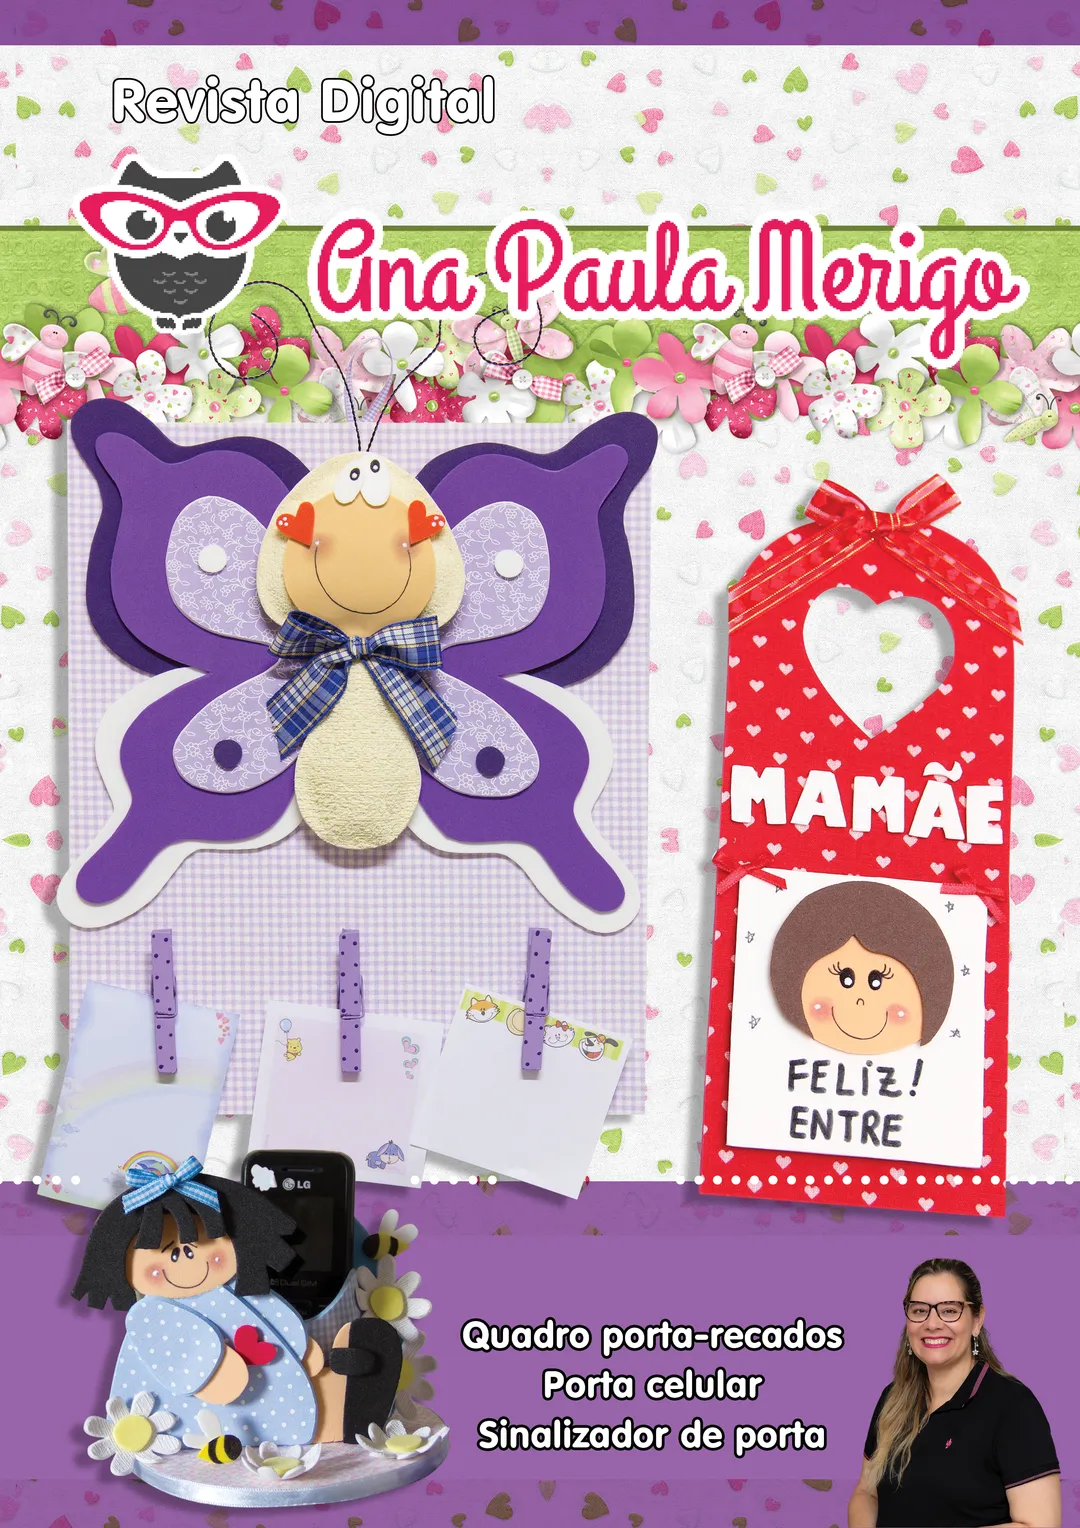 Revista Digital
Ana Paula Merigo
MAMÃE
FELiZ!
ENTRE
LG
Quadro porta-recados
Porta celular
Sinalizador de porta